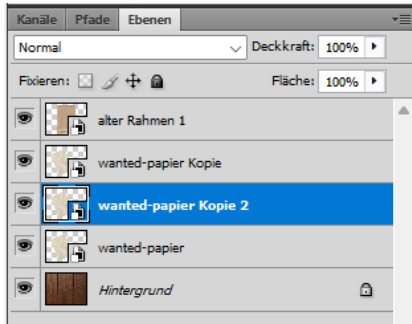 Kanäle Pfade Ebenen
Normal Deckkraft: 100%
Fixieren: Fläche: 100%
alter Rahmen 1
wanted-papier Kopie
wanted-papier Kopie 2
wanted-papier
Hintergrund